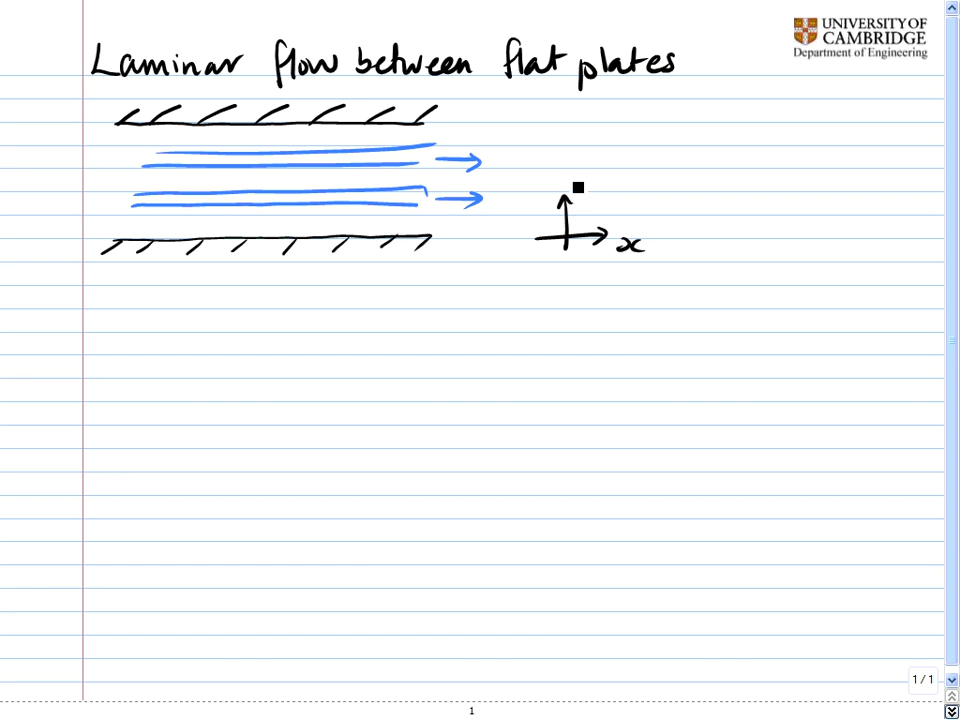 UNIVERSITY OF
CAMBRIDGE
Department of Engineering
Laminar flow between flat plates
x
1 / 1
1